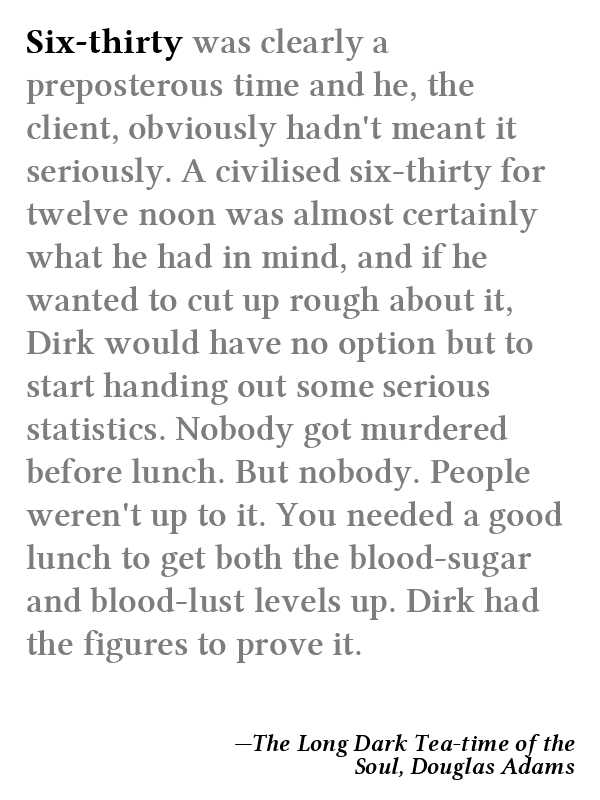 Six-thirty was clearly a
preposterous time and he, the
client, obviously hadn't meant it
seriously. A civilised six-thirty for
twelve noon was almost certainly
what he had in mind, and if he
wanted to cut up rough about it,
Dirk would have no option but to
start handing out some serious
statistics. Nobody got murdered
before lunch. But nobody. People
weren't up to it. You needed a good
lunch to get both the blood-sugar
and blood-lust levels up. Dirk had
the figures to prove it.
—The Long Dark Tea-time of the
Soul, Douglas Adams